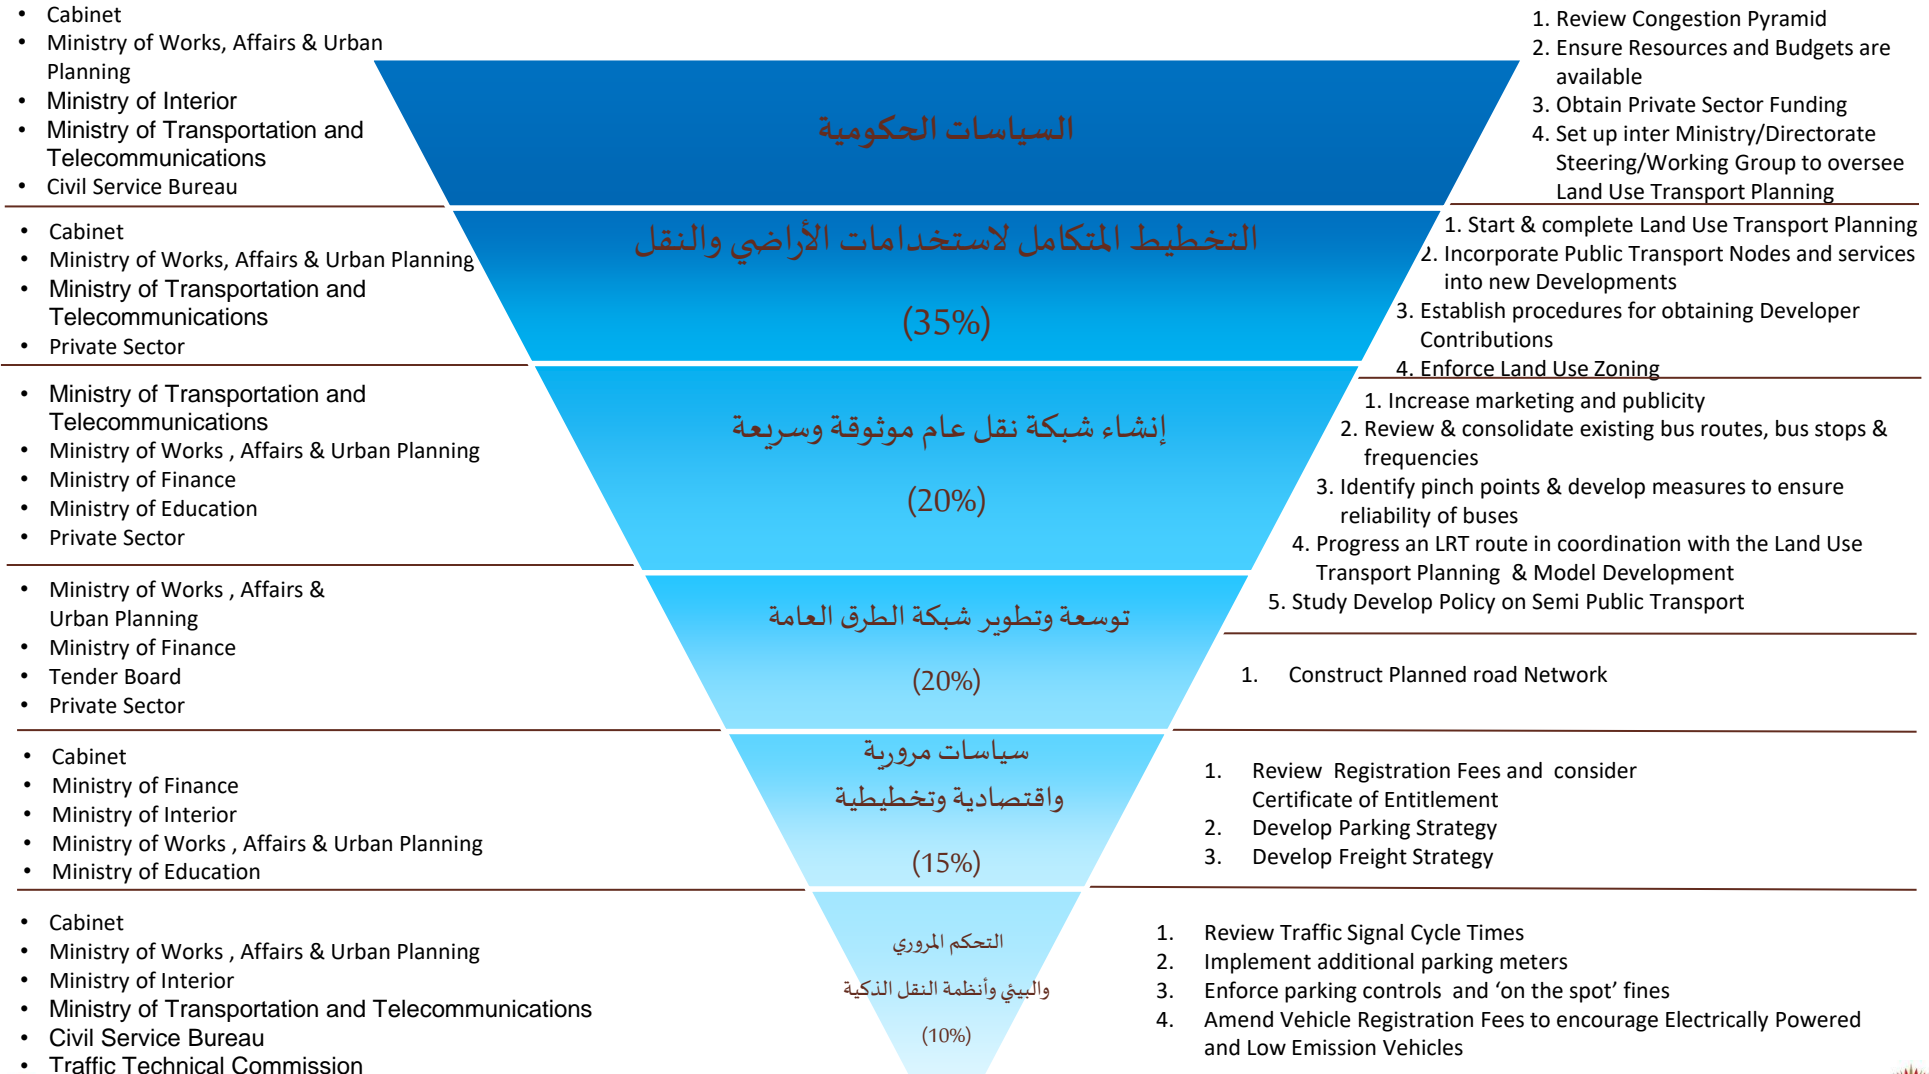 • Cabinet
• Ministry of Works, Affairs & Urban
Planning
• Ministry of Interior
• Ministry of Transportation and
Telecommunications
• Civil Service Bureau
السياسات الحكومية
1. Review Congestion Pyramid
2. Ensure Resources and Budgets are
available
3. Obtain Private Sector Funding
4. Set up inter Ministry/Directorate
Steering/Working Group to oversee
Land Use Transport Planning
• Cabinet
• Ministry of Works, Affairs & Urban Planning
• Ministry of Transportation and
Telecommunications
• Private Sector
التخطيط المتكامل لاستخدامات الأراضي والنقل
(35%)
1. Start & complete Land Use Transport Planning
2. Incorporate Public Transport Nodes and services
into new Developments
3. Establish procedures for obtaining Developer
Contributions
4. Enforce Land Use Zoning
• Ministry of Transportation and
Telecommunications
• Ministry of Works , Affairs & Urban Planning
• Ministry of Finance
• Ministry of Education
• Private Sector
إنشاء شبكة نقل عام موثوقة وسريعة
(20%)
1. Increase marketing and publicity
2. Review & consolidate existing bus routes, bus stops &
frequencies
3. Identify pinch points & develop measures to ensure
reliability of buses
4. Progress an LRT route in coordination with the Land Use
Transport Planning & Model Development
5. Study Develop Policy on Semi Public Transport
• Ministry of Works , Affairs &
Urban Planning
• Ministry of Finance
• Tender Board
• Private Sector
توسعة وتطوير شبكة الطرق العامة
(20%)
1. Construct Planned road Network
• Cabinet
• Ministry of Finance
• Ministry of Interior
• Ministry of Works , Affairs & Urban Planning
• Ministry of Education
سياسات مرورية
واقتصادية وتخطيطية
(15%)
1. Review Registration Fees and consider
Certificate of Entitlement
2. Develop Parking Strategy
3. Develop Freight Strategy
• Cabinet
• Ministry of Works , Affairs & Urban Planning
• Ministry of Interior
• Ministry of Transportation and Telecommunications
• Civil Service Bureau
• Traffic Technical Commission
التحكم المروري
والبيئي وأنظمة النقل الذكية
(10%)
1. Review Traffic Signal Cycle Times
2. Implement additional parking meters
3. Enforce parking controls and ‘on the spot’ fines
4. Amend Vehicle Registration Fees to encourage Electrically Powered
and Low Emission Vehicles